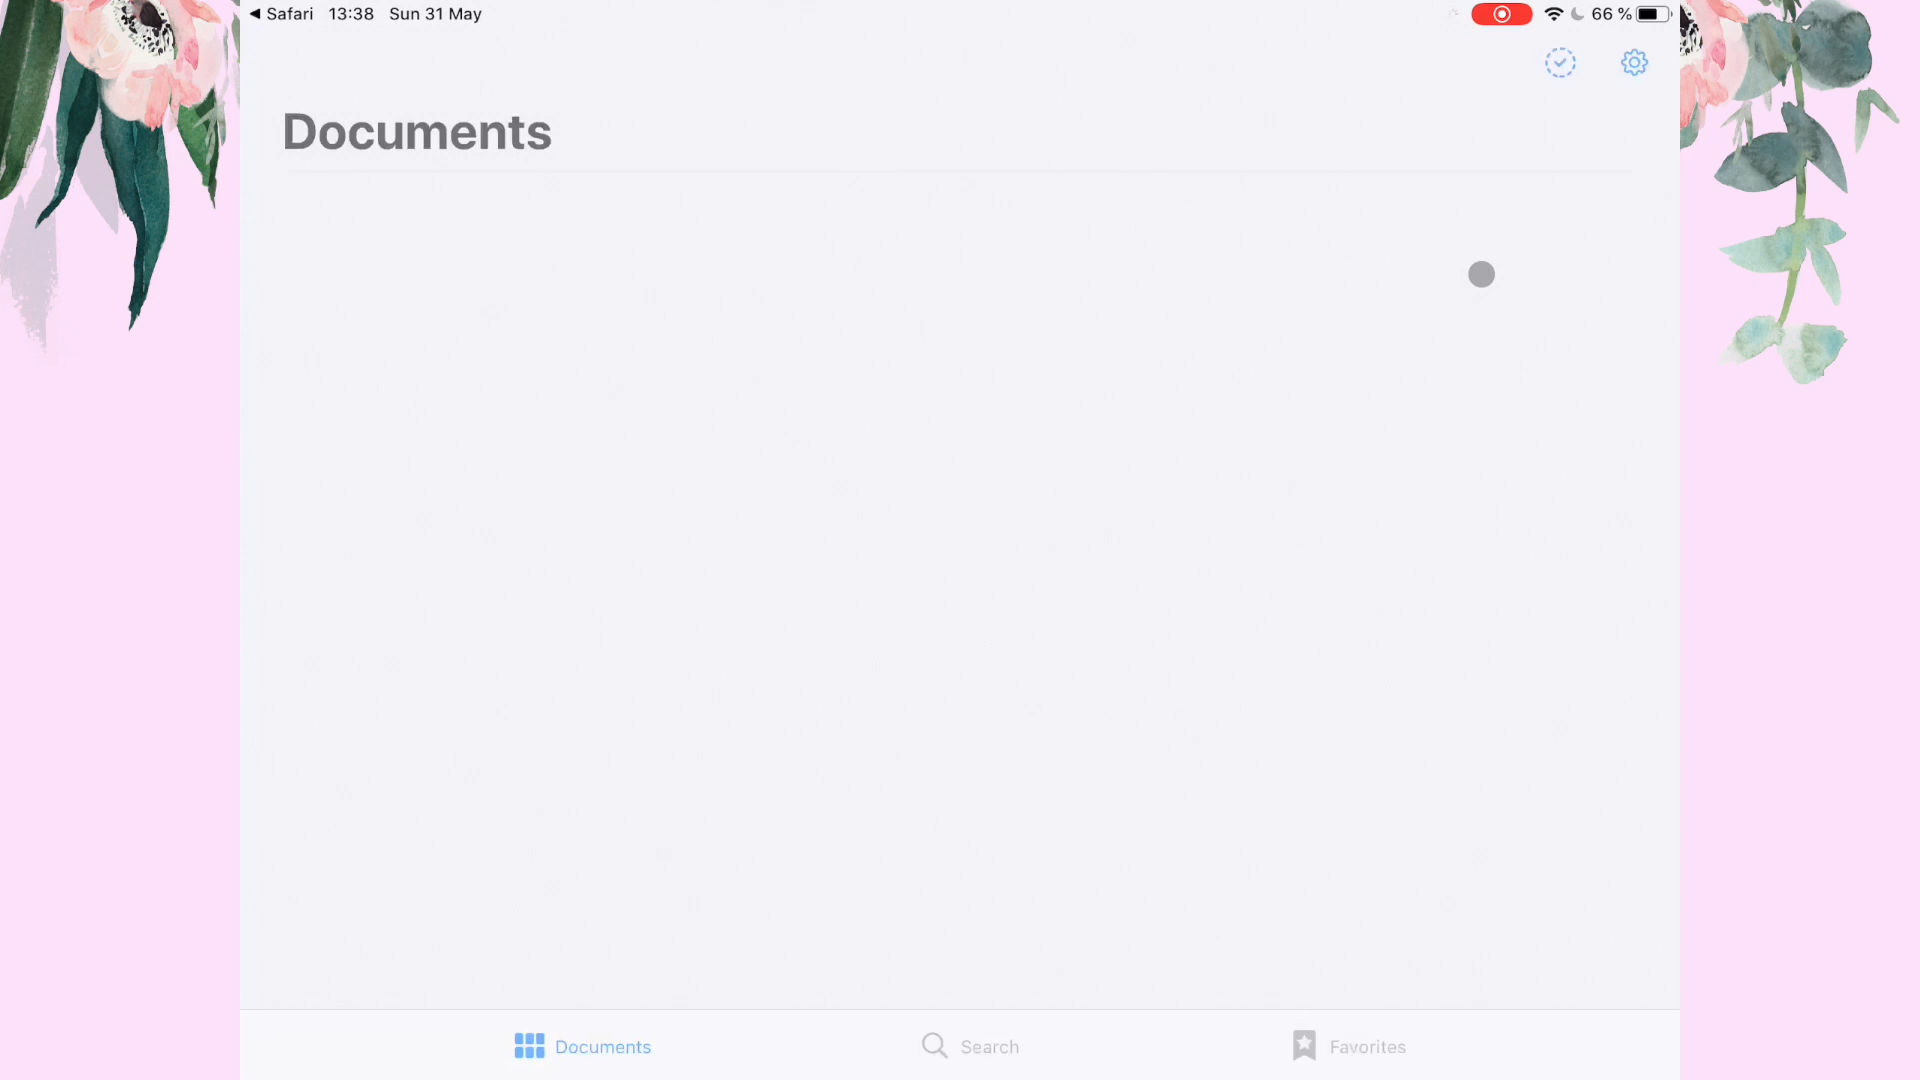 ◀ Safari 13:38 Sun 31 May 66 %
Documents
Documents Search Favorites